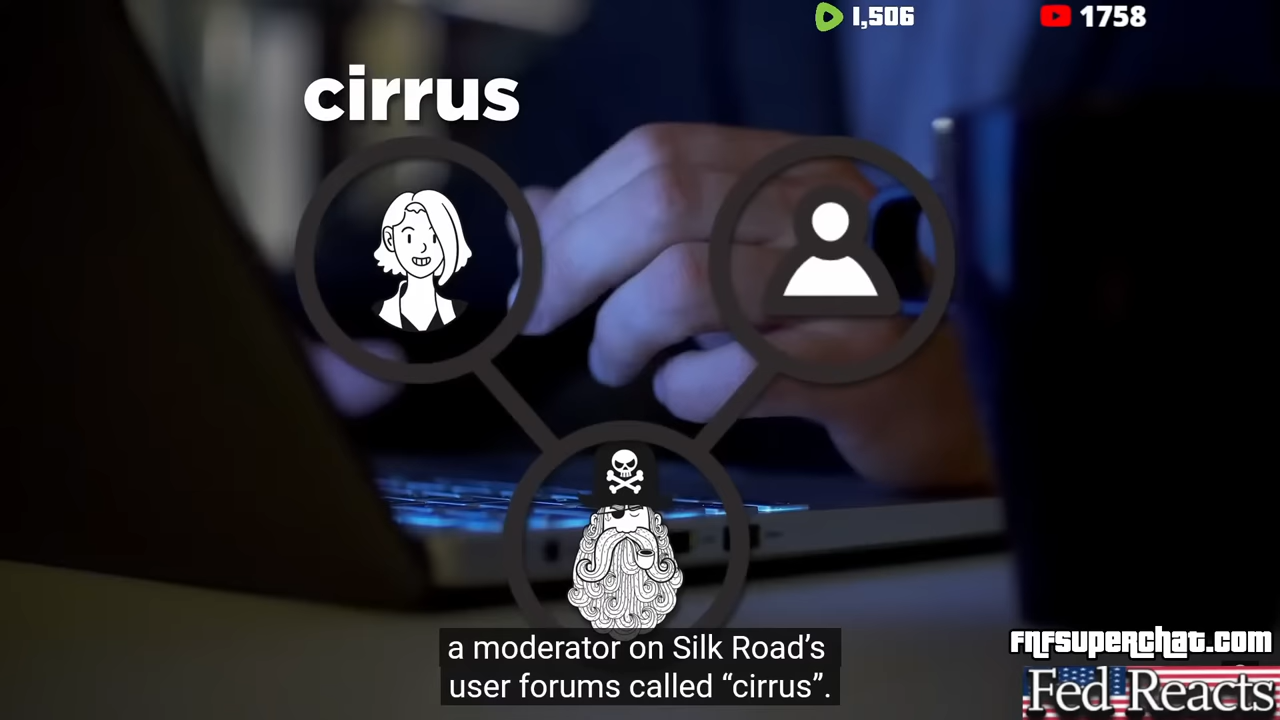 1,506
1758
cirrus
a moderator on Silk Road's
user forums called “cirrus”.
FNFSUPERCHAT.COM
Fed Reacts